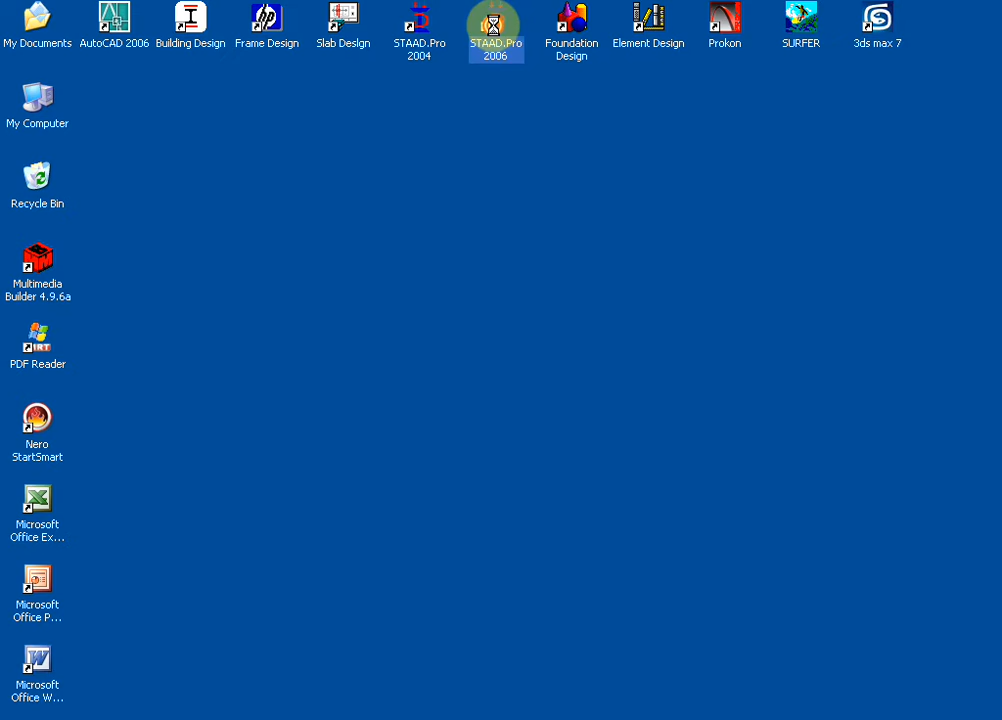 My Documents
AutoCAD 2006
Building Design
Frame Design
Slab Design
STAAD.Pro
2004
STAAD.Pro
2006
Foundation
Design
Element Design
Prokon
SURFER
3ds max 7
My Computer
Recycle Bin
Multimedia
Builder 4.9.6a
PDF Reader
Nero
StartSmart
Microsoft
Office Ex...
Microsoft
Office P...
Microsoft
Office W...